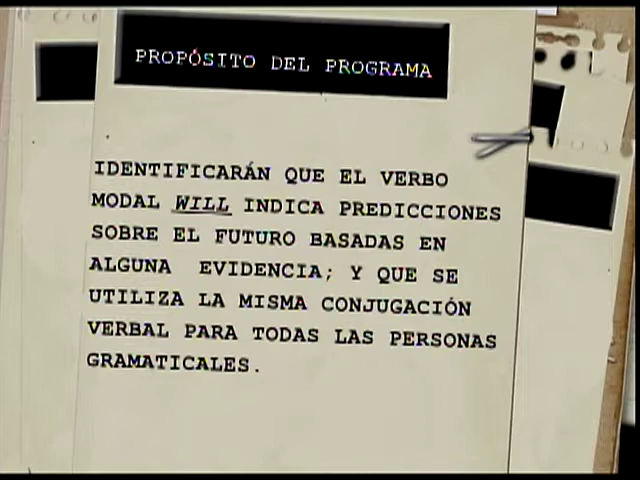 PROPÓSITO DEL PROGRAMA
IDENTIFICARÁN QUE EL VERBO
MODAL WILL INDICA PREDICCIONES
SOBRE EL FUTURO BASADAS EN
ALGUNA EVIDENCIA; Y QUE SE
UTILIZA LA MISMA CONJUGACIÓN
VERBAL PARA TODAS LAS PERSONAS
GRAMATICALES.